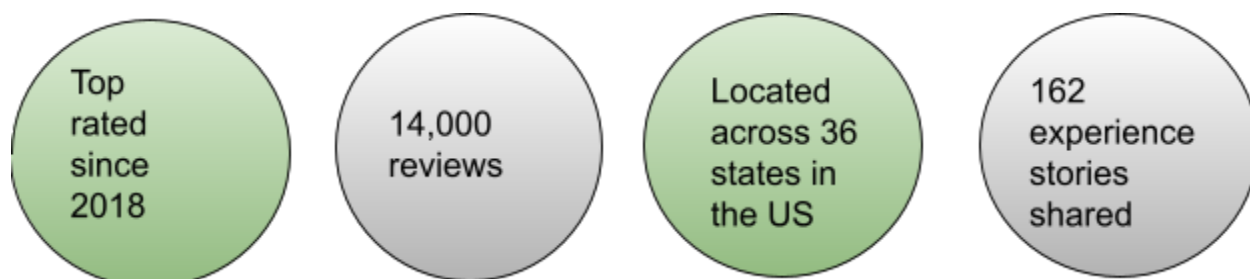 Top
rated
since
2018
14,000
reviews
Located
across 36
states in
the US
162
experience
stories
shared